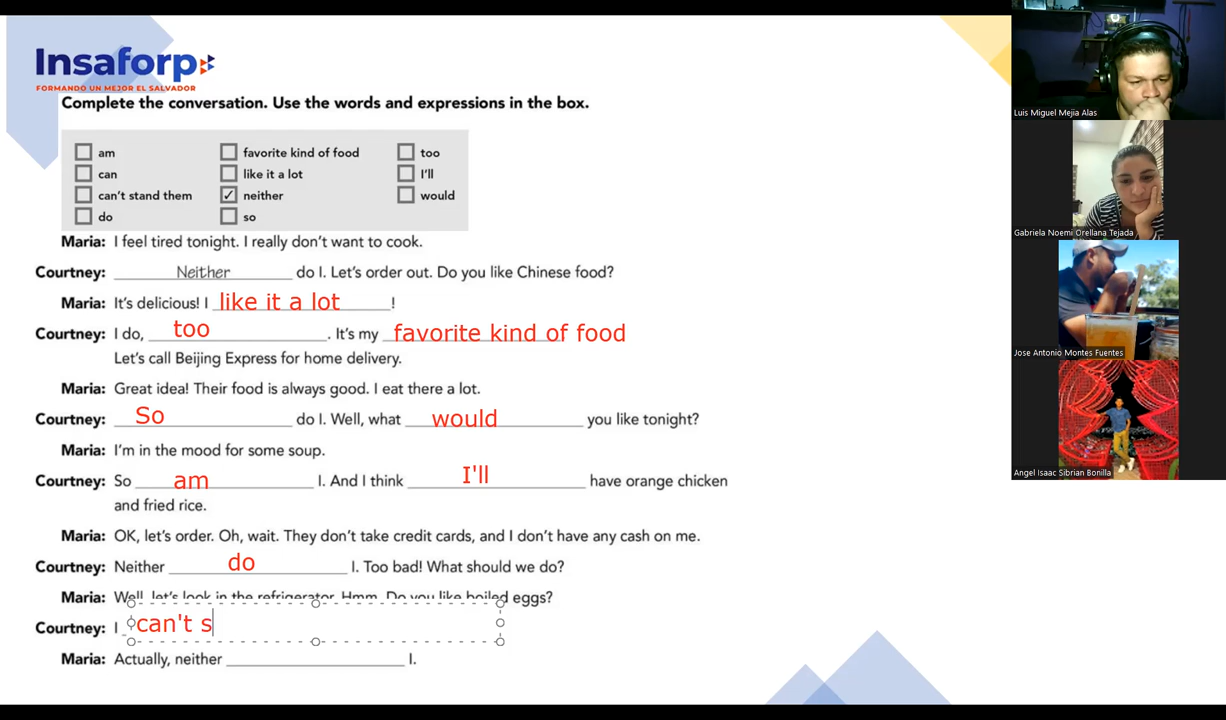 Insaforp
FORMANDO UN MEJOR EL SALVADOR
Complete the conversation. Use the words and expressions in the box.
am favorite kind of food too
can like it a lot I'll
can't stand them ✓ neither would
do so
Maria: I feel tired tonight. I really don't want to cook.
Courtney: Neither do I. Let's order out. Do you like Chinese food?
Maria: It's delicious! I like it a lot !
Courtney: I do, too . It's my favorite kind of food
Let's call Beijing Express for home delivery.
Maria: Great idea! Their food is always good. I eat there a lot.
Courtney: So do I. Well, what would you like tonight?
Maria: I'm in the mood for some soup.
Courtney: So am I. And I think I'll have orange chicken
and fried rice.
Maria: OK, let's order. Oh, wait. They don't take credit cards, and I don't have any cash on me.
Courtney: Neither do I. Too bad! What should we do?
Maria: Well, let's look in the refrigerator. Hmm. Do you like boiled eggs?
Courtney: I can't s
Maria: Actually, neither I.
Luis Miguel Mejia Alas
Gabriela Noemi Orellana Tejada
Jose Antonio Montes Fuentes
Angel Isaac Sibrian Bonilla